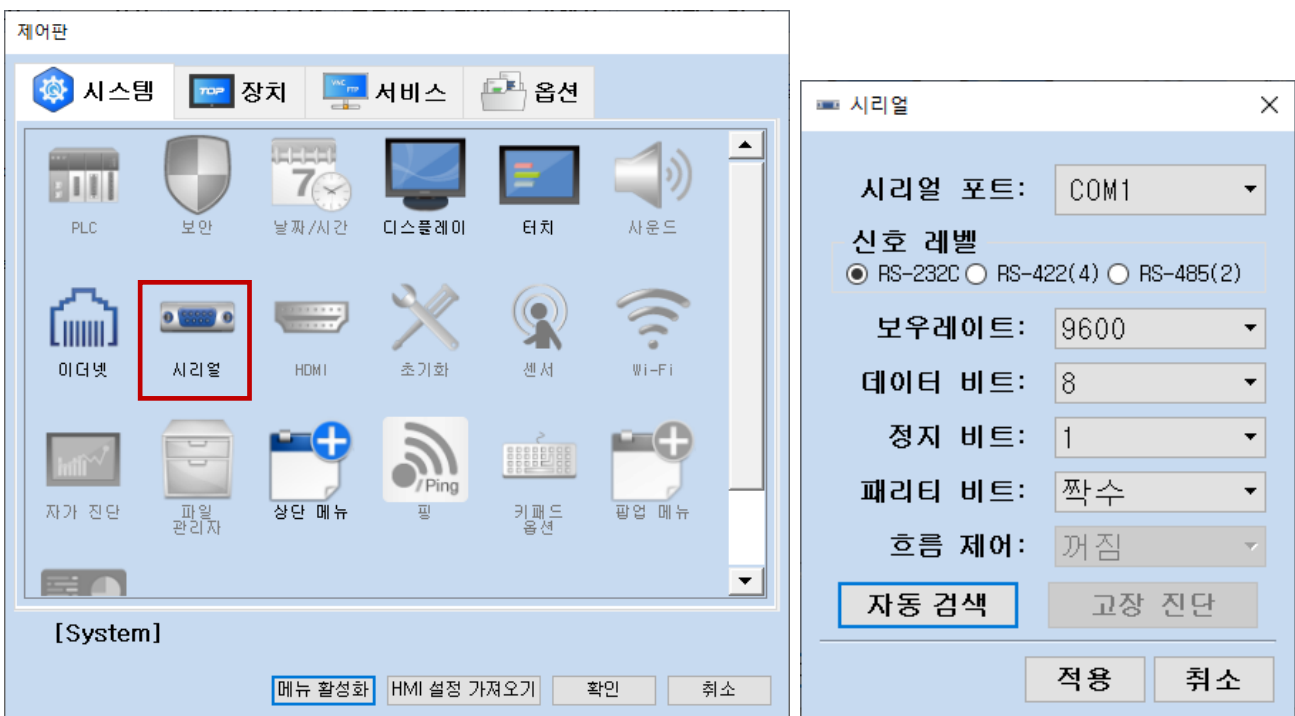 제어판
시스템 장치 서비스 옵션
PLC 보안 날짜/시간 디스플레이 터치 사운드
이더넷 시리얼 HDMI 초기화 센서 Wi-Fi
자가 진단 파일 관리자 상단 메뉴 핑 키패드 옵션 팝업 메뉴
TOP
VNC FTP
7
/Ping
[System]
메뉴 활성화 HMI 설정 가져오기 확인 취소
시리얼
시리얼 포트: COM1
신호 레벨
RS-232C RS-422(4) RS-485(2)
보우레이트: 9600
데이터 비트: 8
정지 비트: 1
패리티 비트: 짝수
흐름 제어: 꺼짐
자동 검색 고장 진단
적용 취소